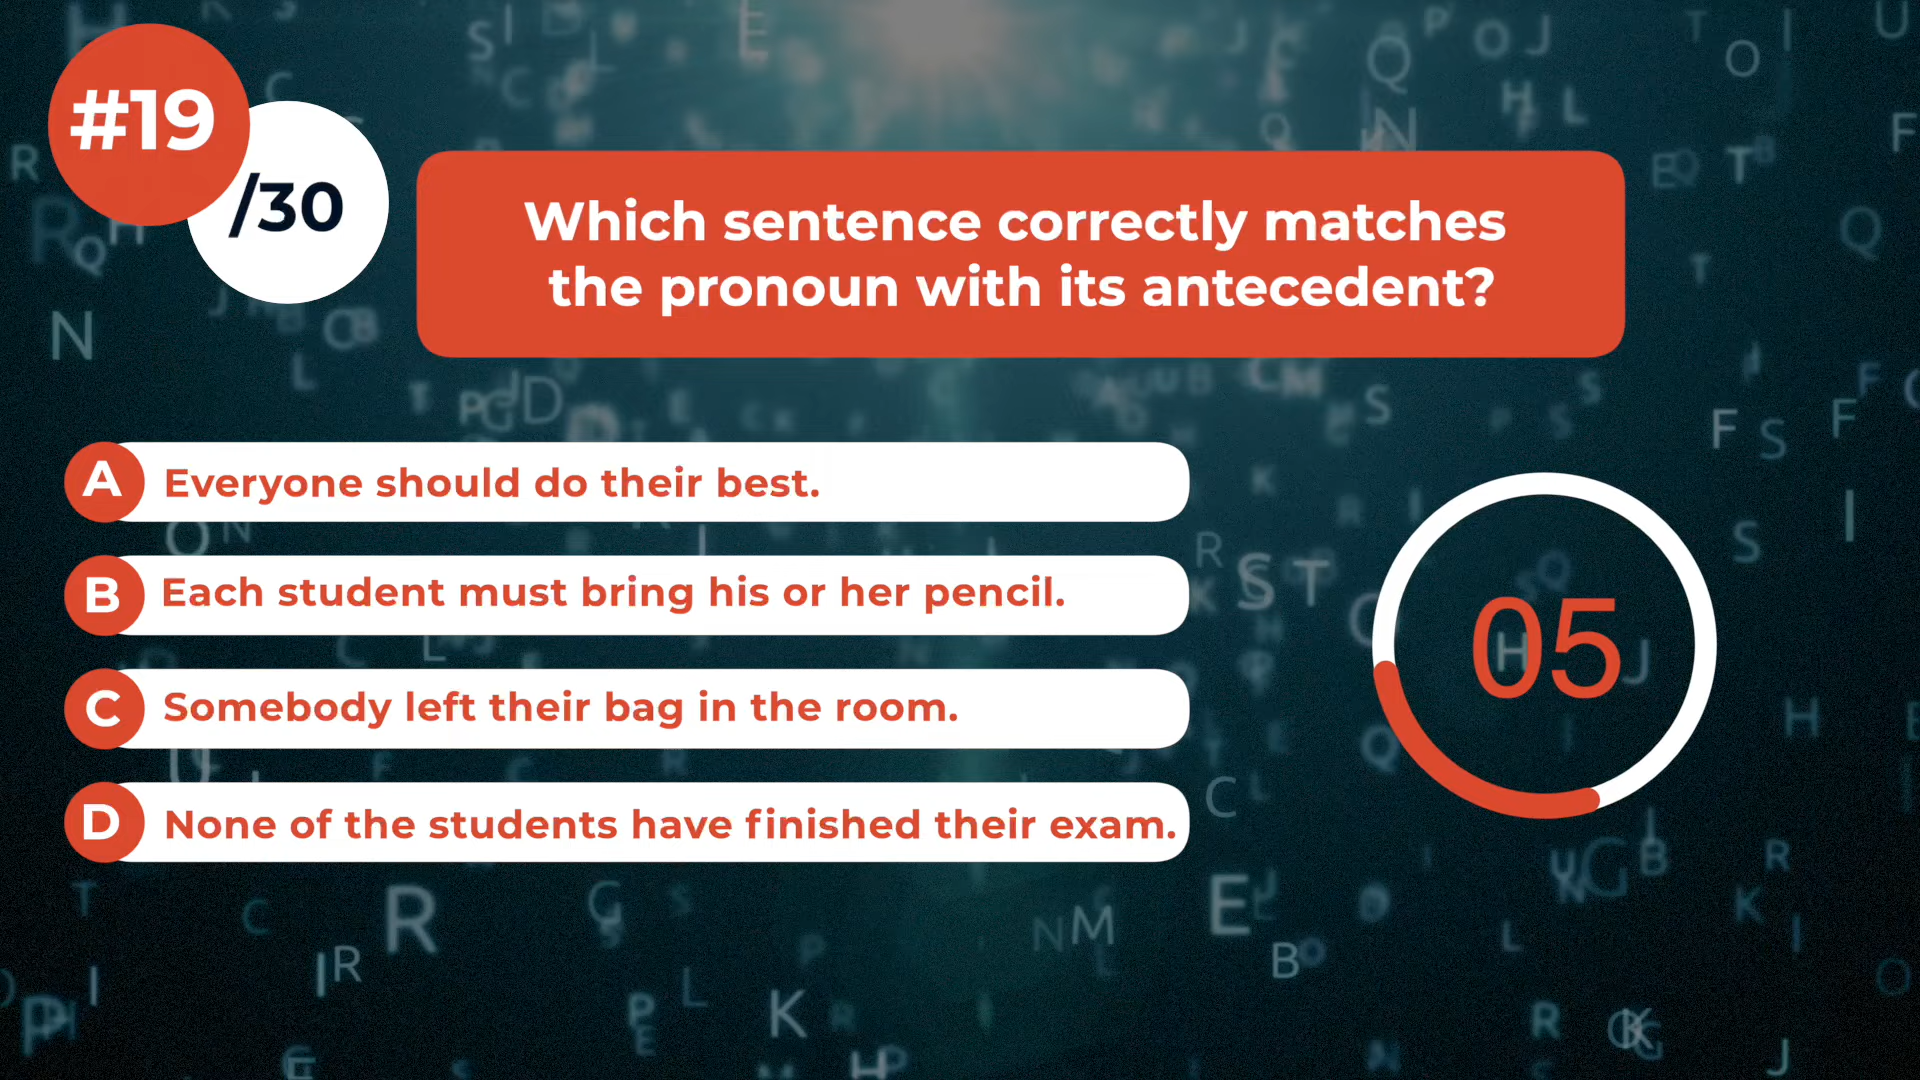 #19
/30
Which sentence correctly matches
the pronoun with its antecedent?
A Everyone should do their best.
B Each student must bring his or her pencil.
C Somebody left their bag in the room.
D None of the students have finished their exam.
05